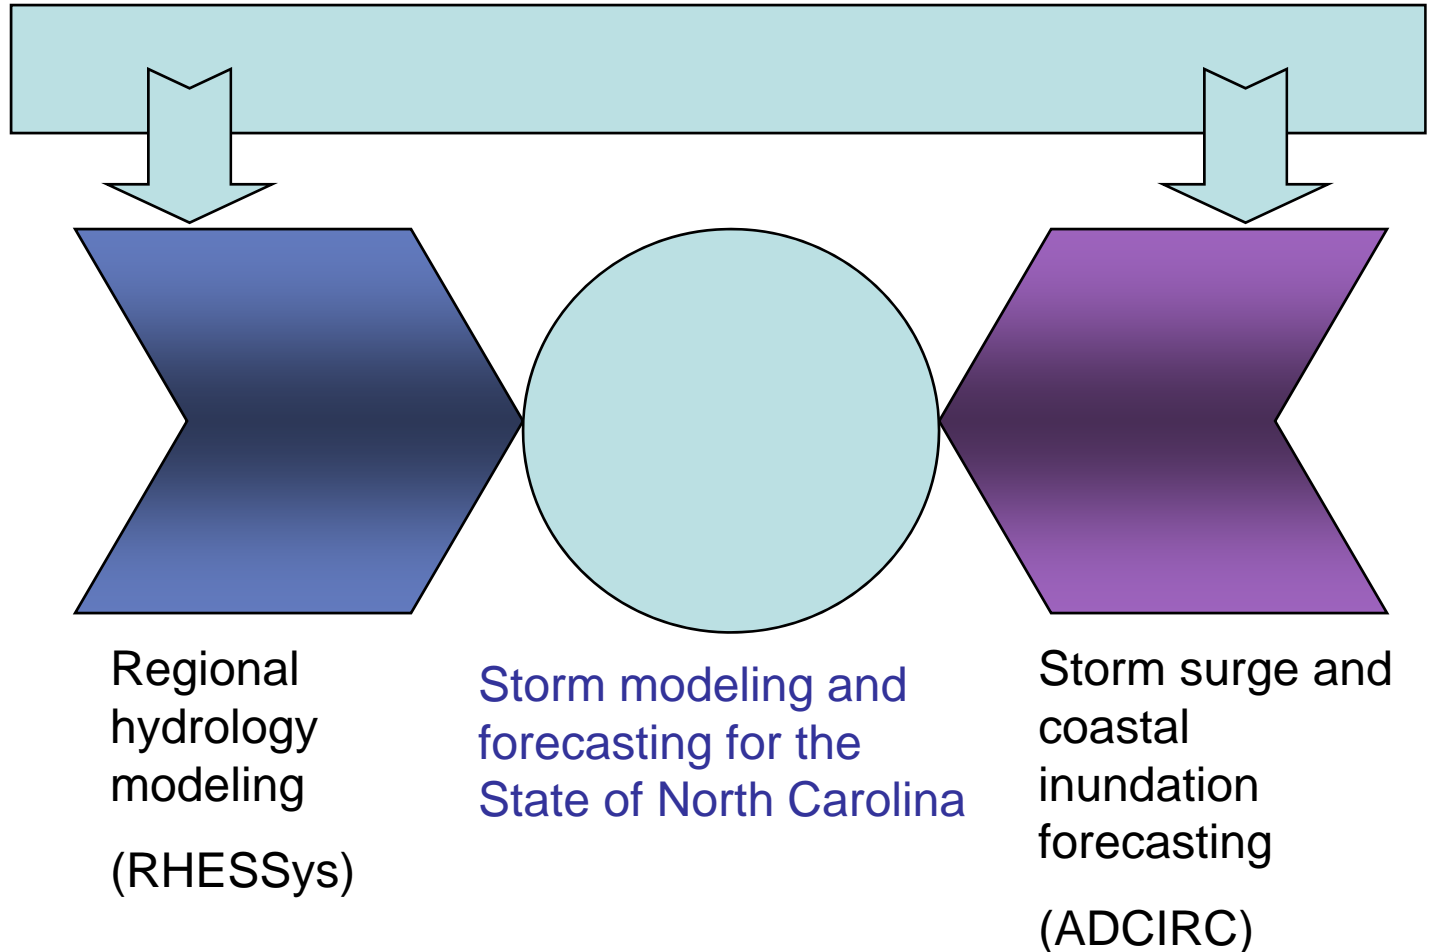 Regional
hydrology
modeling
(RHESSys)
Storm modeling and
forecasting for the
State of North Carolina
Storm surge and
coastal
inundation
forecasting
(ADCIRC)